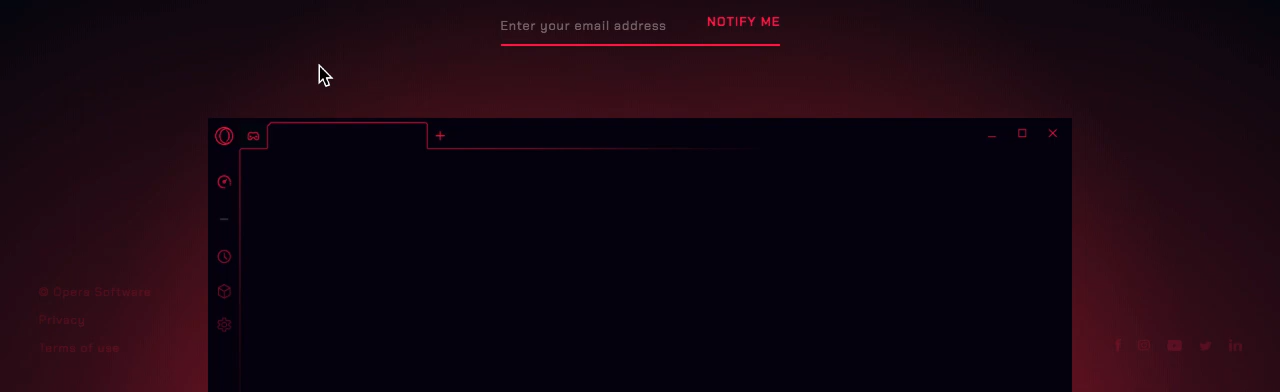 Enter your email address
NOTIFY ME
© Opera Software
Privacy
Terms of use